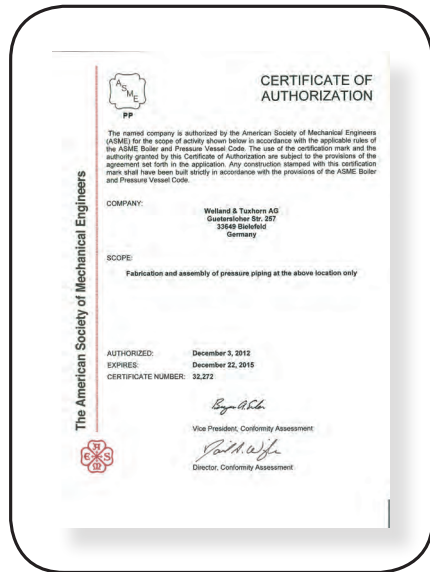 ASME
PP
CERTIFICATE OF
AUTHORIZATION
The named company is authorized by the American Society of Mechanical Engineers
(ASME) for the scope of activity shown below in accordance with the applicable rules of
the ASME Boiler and Pressure Vessel Code. The use of the certification mark and the
authority granted by this Certificate of Authorization are subject to the provisions of the
agreement set forth in the application. Any construction stamped with this certification
mark shall have been built strictly in accordance with the provisions of the ASME Boiler
and Pressure Vessel Code.
COMPANY:
Welland & Tuxhorn AG
Guetersloher Str. 257
33649 Bielefeld
Germany
SCOPE:
Fabrication and assembly of pressure piping at the above location only
AUTHORIZED: December 3, 2012
EXPIRES: December 22, 2015
CERTIFICATE NUMBER: 32,272
Vice President, Conformity Assessment
Director, Conformity Assessment
The American Society of Mechanical Engineers